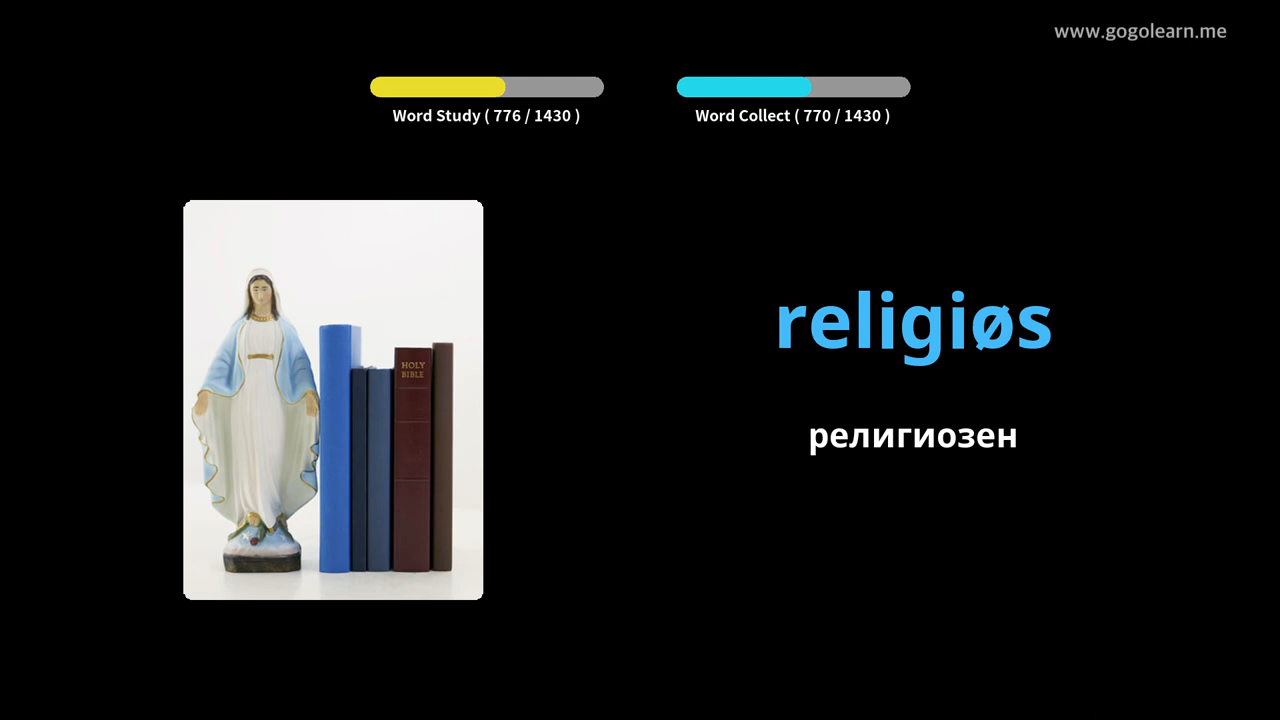 www.gogolearn.me
Word Study ( 776 / 1430 )
Word Collect ( 770 / 1430 )
HOLY
BIBLE
religiøs
религиозен